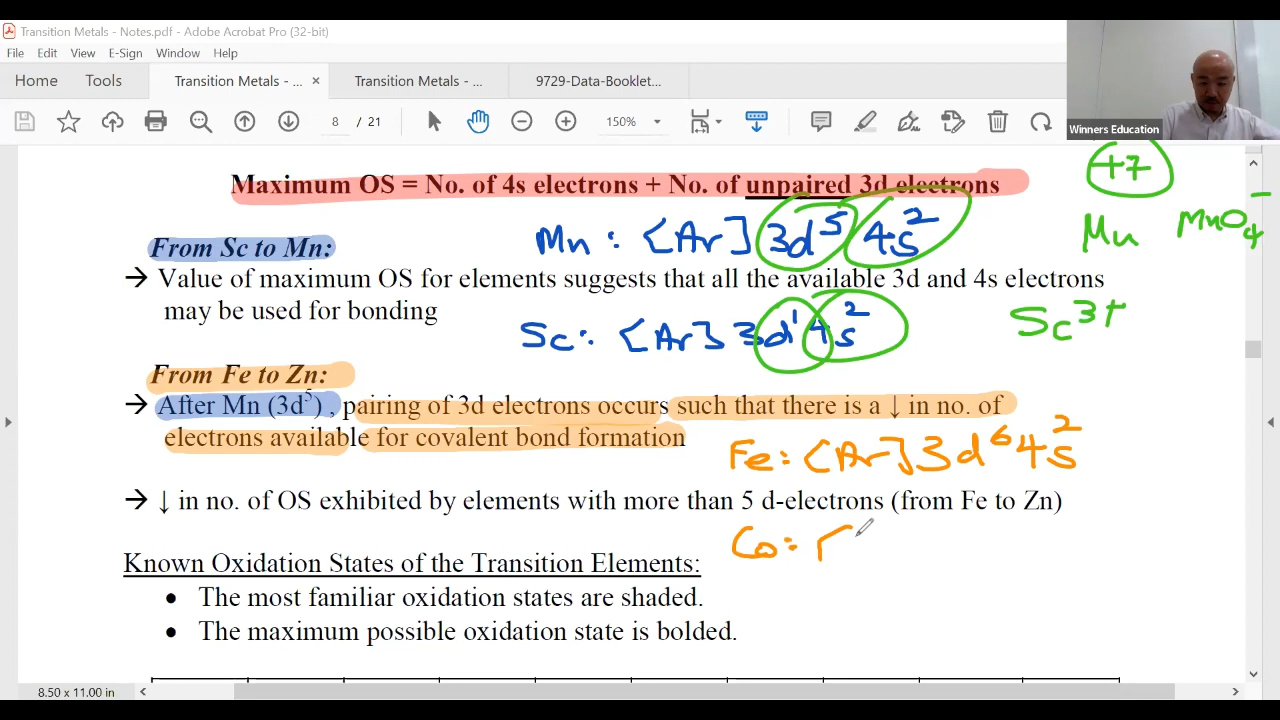 Transition Metals - Notes.pdf - Adobe Acrobat Pro (32-bit)
File Edit View E-Sign Window Help
Home Tools Transition Metals - ... × Transition Metals - ... 9729-Data-Booklet...
8 / 21 150%
Winners Education
+7
Maximum OS = No. of 4s electrons + No. of unpaired 3d electrons
Mn : [Ar] 3d⁵ 4s² Mn MnO₄⁻
From Sc to Mn:
→ Value of maximum OS for elements suggests that all the available 3d and 4s electrons
may be used for bonding
Sc: [Ar] 3d¹ 4s² Sc³⁺
From Fe to Zn:
→ After Mn (3d⁵) , pairing of 3d electrons occurs such that there is a ↓ in no. of
electrons available for covalent bond formation
Fe: [Ar] 3d⁶ 4s²
→ ↓ in no. of OS exhibited by elements with more than 5 d-electrons (from Fe to Zn)
Co: [
Known Oxidation States of the Transition Elements:
• The most familiar oxidation states are shaded.
• The maximum possible oxidation state is bolded.
8.50 x 11.00 in